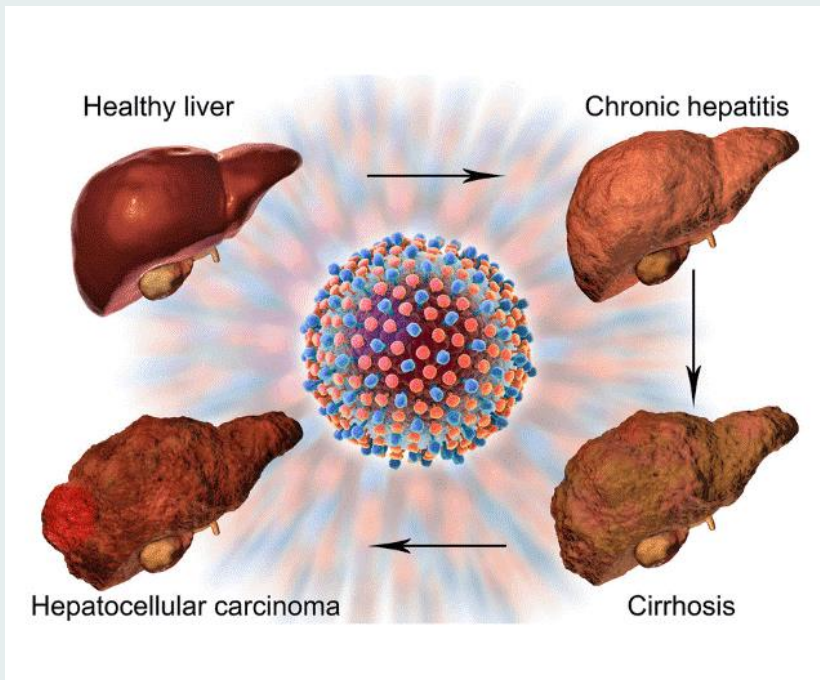 Healthy liver
Chronic hepatitis
Hepatocellular carcinoma
Cirrhosis